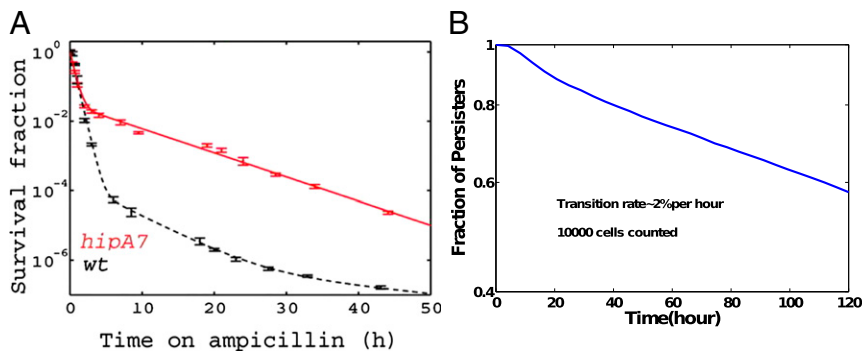 A
Survival fraction
10⁰
10⁻²
10⁻⁴
10⁻⁶
hipA7
wt
0 10 20 30 40 50
Time on ampicillin (h)
B
Fraction of Persisters
1
0.8
0.6
0.4
Transition rate~2%per hour
10000 cells counted
0 20 40 60 80 100 120
Time(hour)